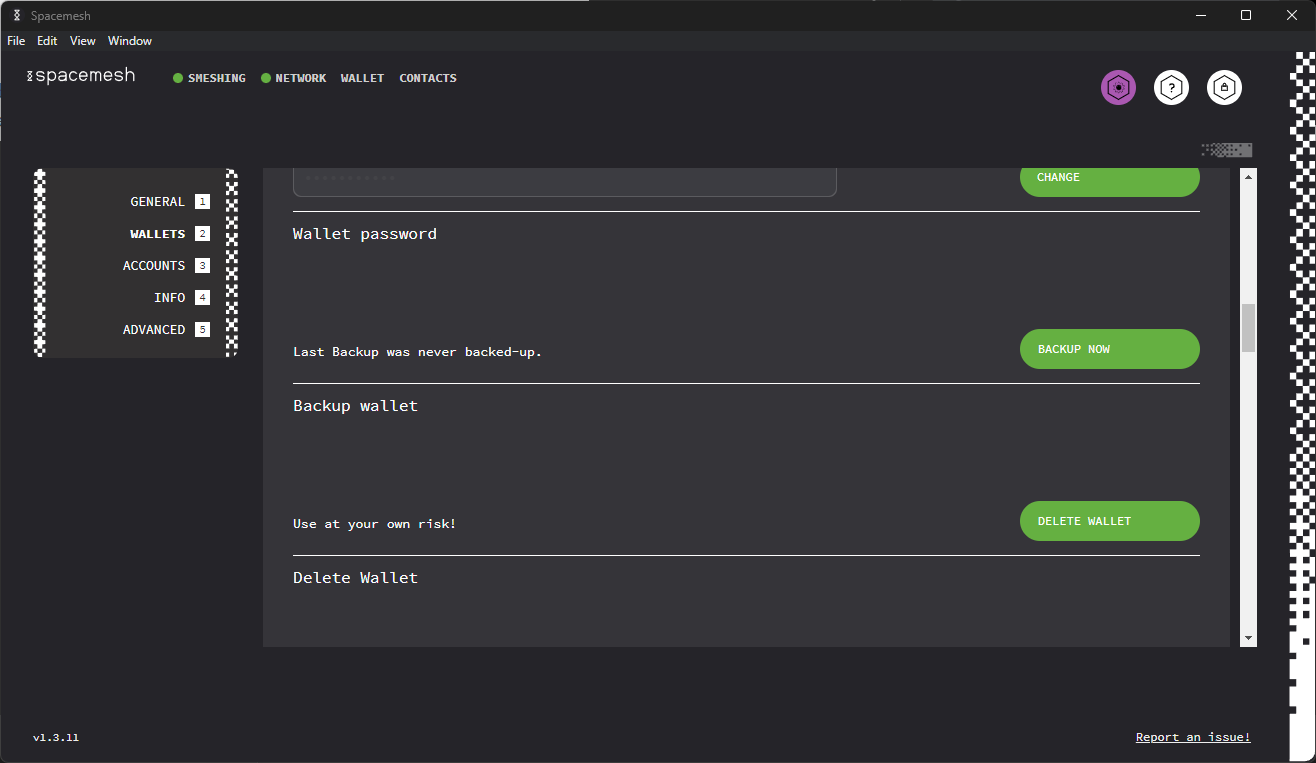 Spacemesh
File Edit View Window
spacemesh
SMESHING NETWORK WALLET CONTACTS
?
GENERAL 1
WALLETS 2
ACCOUNTS 3
INFO 4
ADVANCED 5
CHANGE
Wallet password
Last Backup was never backed-up.
BACKUP NOW
Backup wallet
Use at your own risk!
DELETE WALLET
Delete Wallet
v1.3.11
Report an issue!